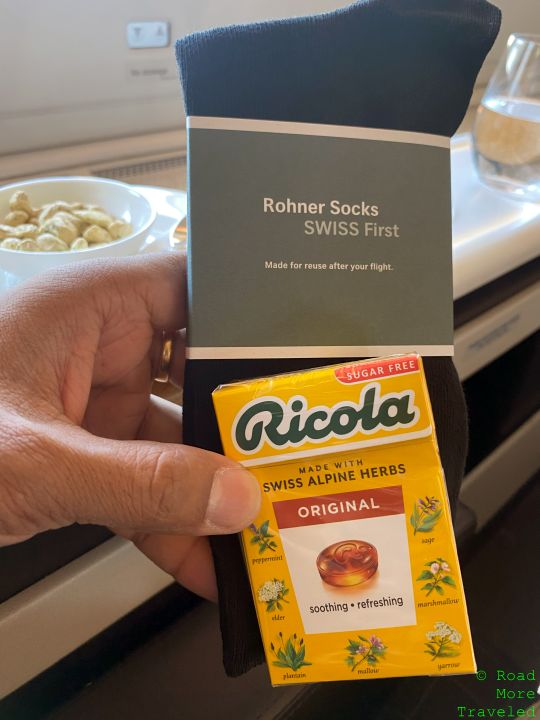 Rohner Socks
SWISS First
Made for reuse after your flight.
SUGAR FREE
Ricola
MADE WITH
SWISS ALPINE HERBS
ORIGINAL
R
soothing • refreshing
peppermint
sage
elder
marshmallow
plantain
mallow
yarrow
© Road
More
Traveled